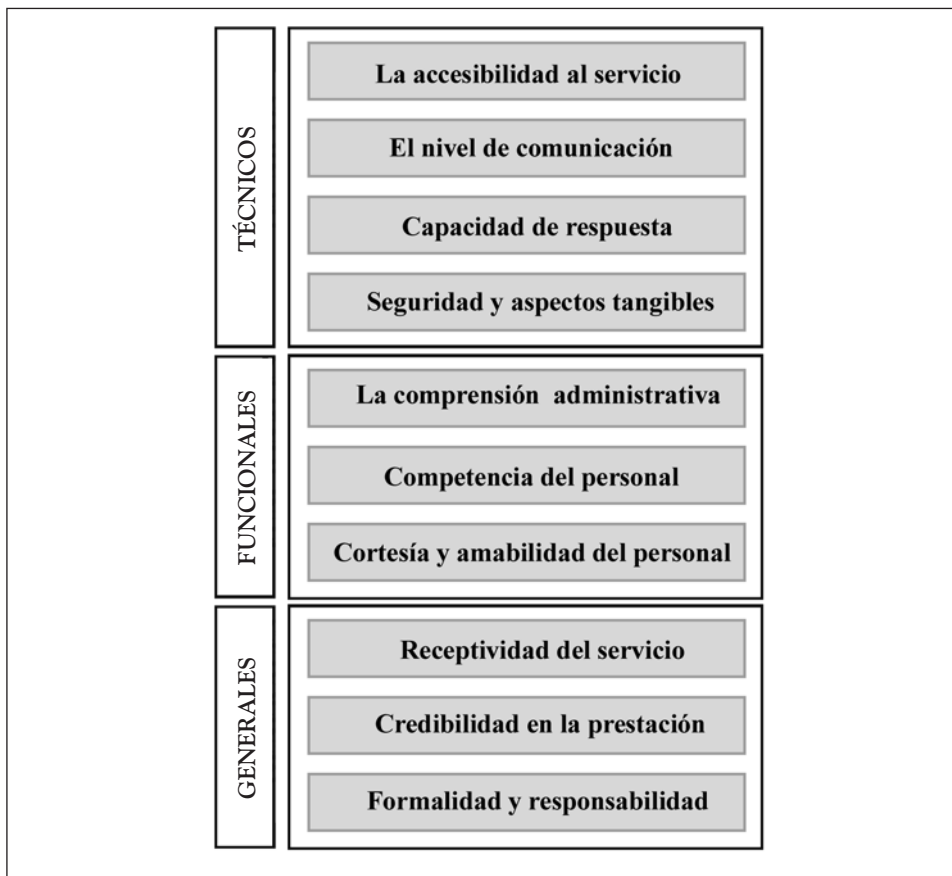 TÉCNICOS
La accesibilidad al servicio
El nivel de comunicación
Capacidad de respuesta
Seguridad y aspectos tangibles
FUNCIONALES
La comprensión administrativa
Competencia del personal
Cortesía y amabilidad del personal
GENERALES
Receptividad del servicio
Credibilidad en la prestación
Formalidad y responsabilidad